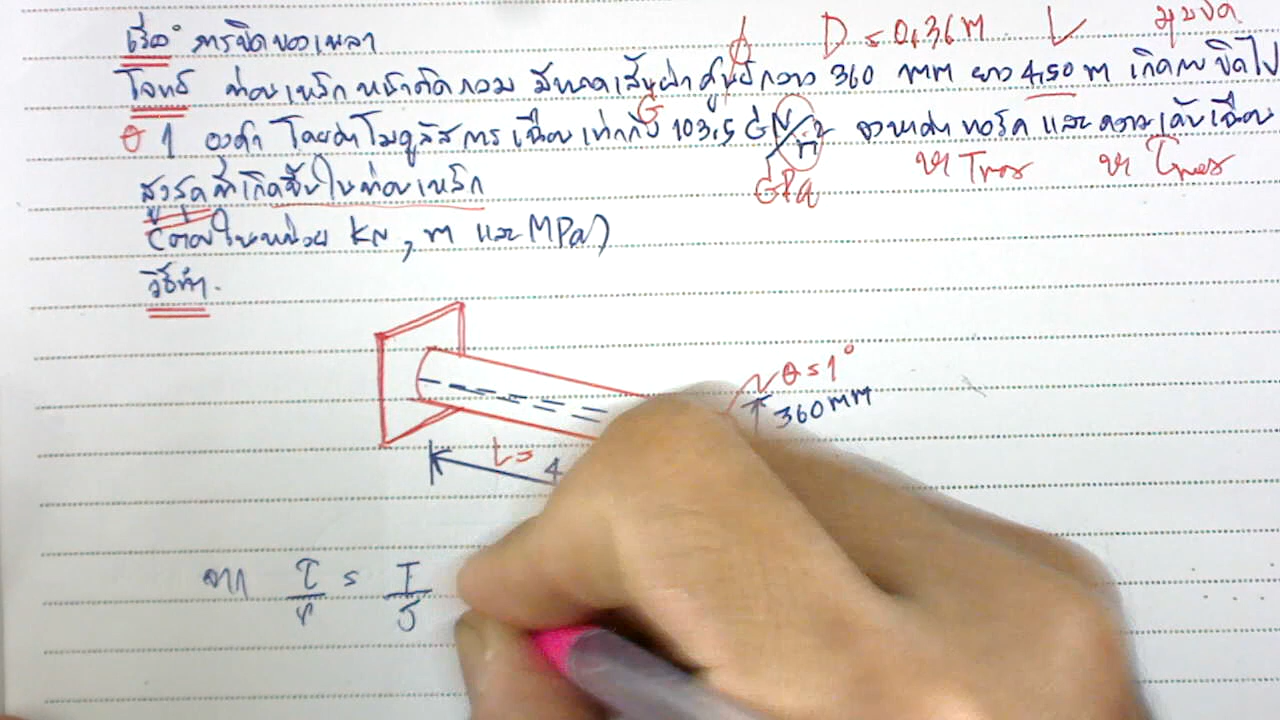 เรื่อง การบิดของเพลา
D = 0.36 m L มุมบิด
โจทย์ ท่อนเหล็ก หน้าตัดกลม มีขนาดเส้นผ่าศูนย์กลาง 360 mm ยาว 4.50 m เกิดการบิดไป
θ 1 องศา โดยค่าโมดูลัสการเฉือนเท่ากับ G 103.5 GN/m² จงหาค่าทอร์ค และความเค้นเฉือน
GPa หา Tmax หา τmax
สูงสุดที่เกิดขึ้นในท่อนเหล็ก
(ตอบในหน่วย kN, m และ MPa)
วิธีทำ.
θ = 1°
360 mm
L = 4
จาก τ/r = T/J